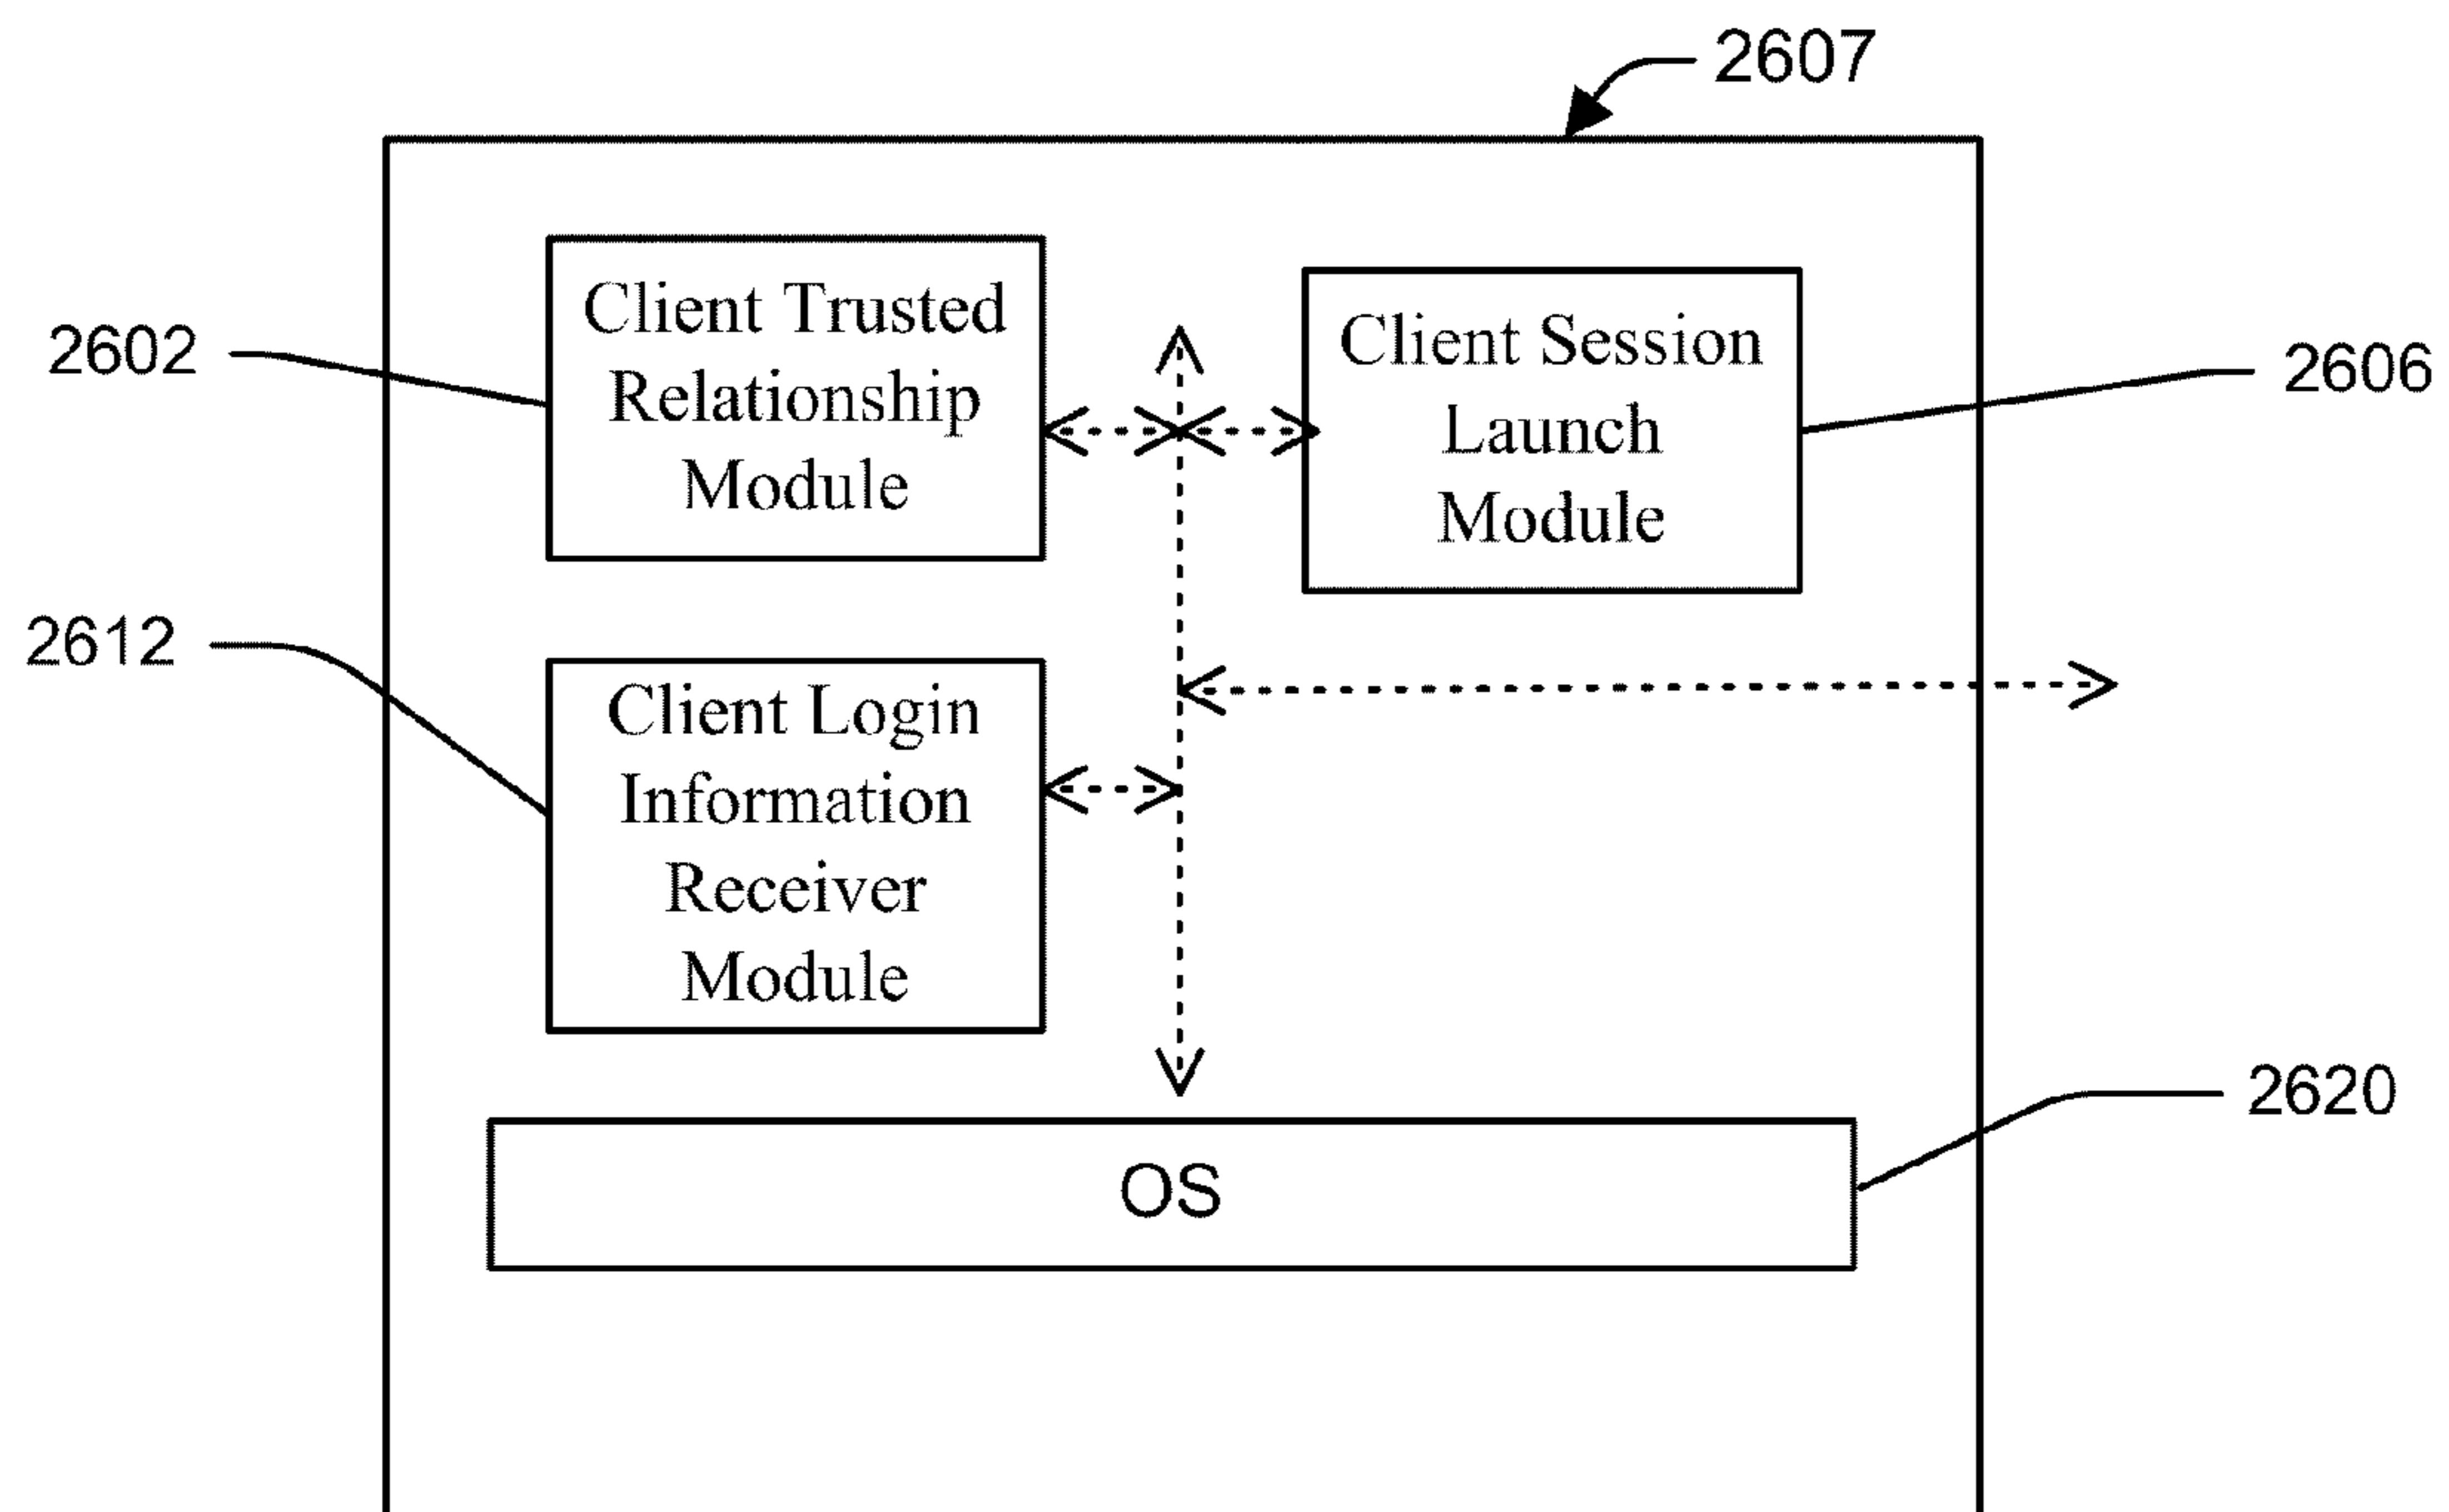 2607
Client Trusted
Relationship
Module
2602
Client Session
Launch
Module
2606
2612
Client Login
Information
Receiver
Module
2620
OS